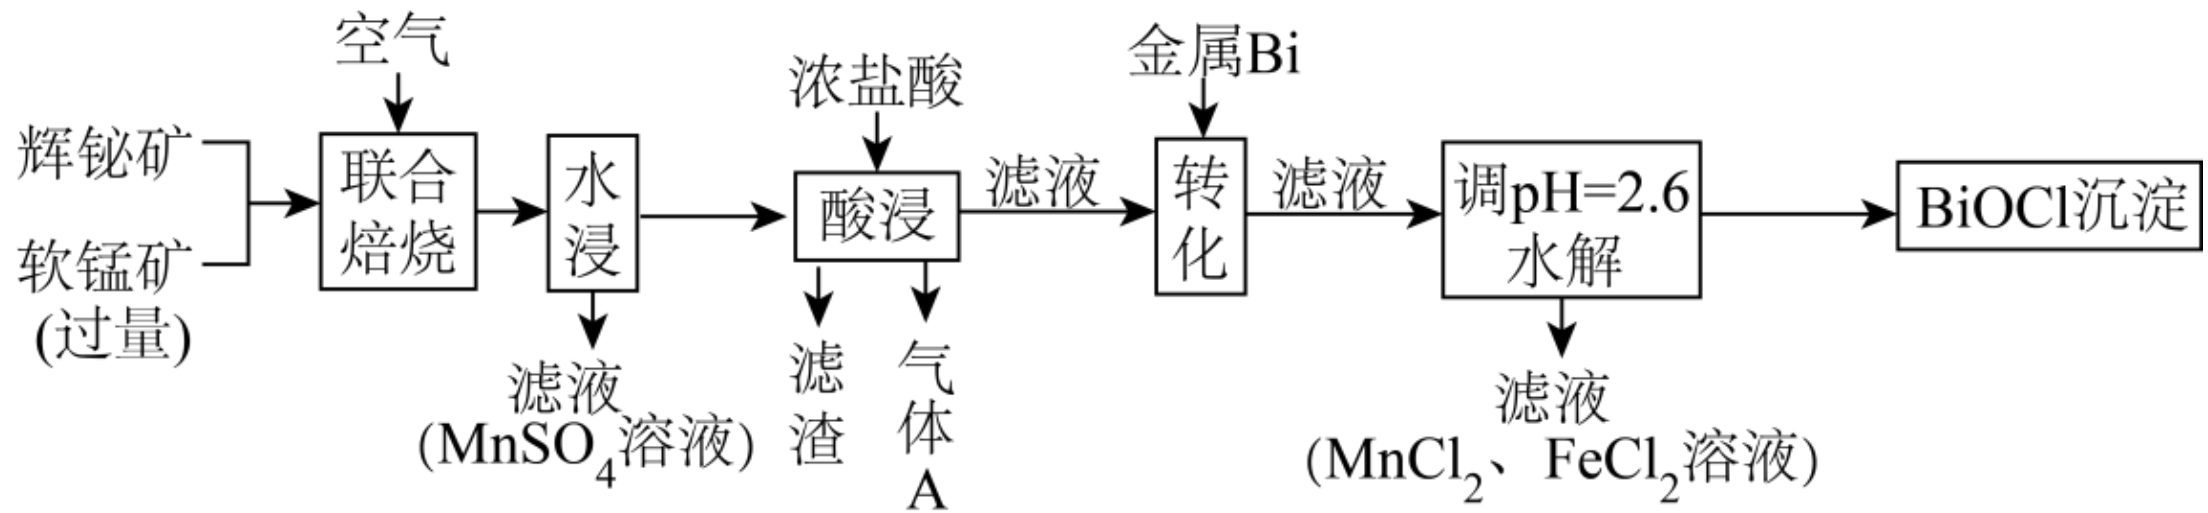 空气
辉铋矿
软锰矿
(过量)
联合
焙烧
水
浸
滤液
(MnSO₄溶液)
浓盐酸
酸浸
滤
渣
气
体
A
滤液
金属Bi
转
化
滤液
调pH=2.6
水解
滤液
(MnCl₂、FeCl₂溶液)
BiOCl沉淀